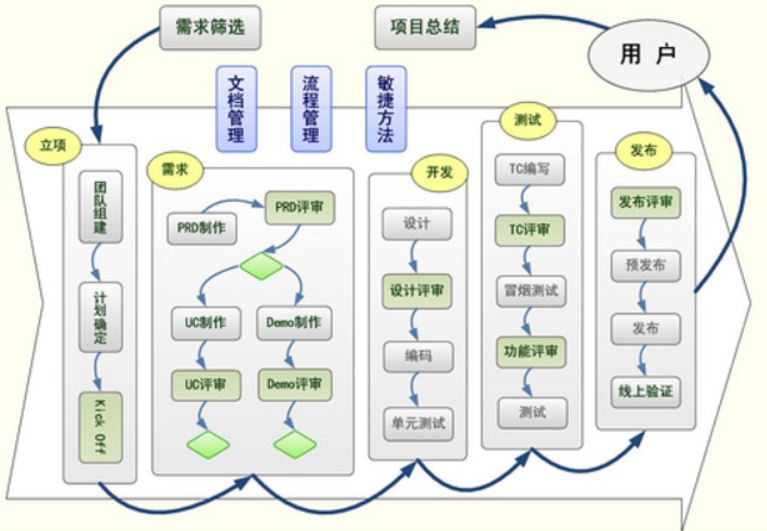 需求筛选
项目总结
用 户
文档管理
流程管理
敏捷方法
立项
团队组建
计划确定
Kick Off
需求
PRD制作
PRD评审
UC制作
Demo制作
UC评审
Demo评审
开发
设计
设计评审
编码
单元测试
测试
TC编写
TC评审
冒烟测试
功能评审
测试
发布
发布评审
预发布
发布
线上验证